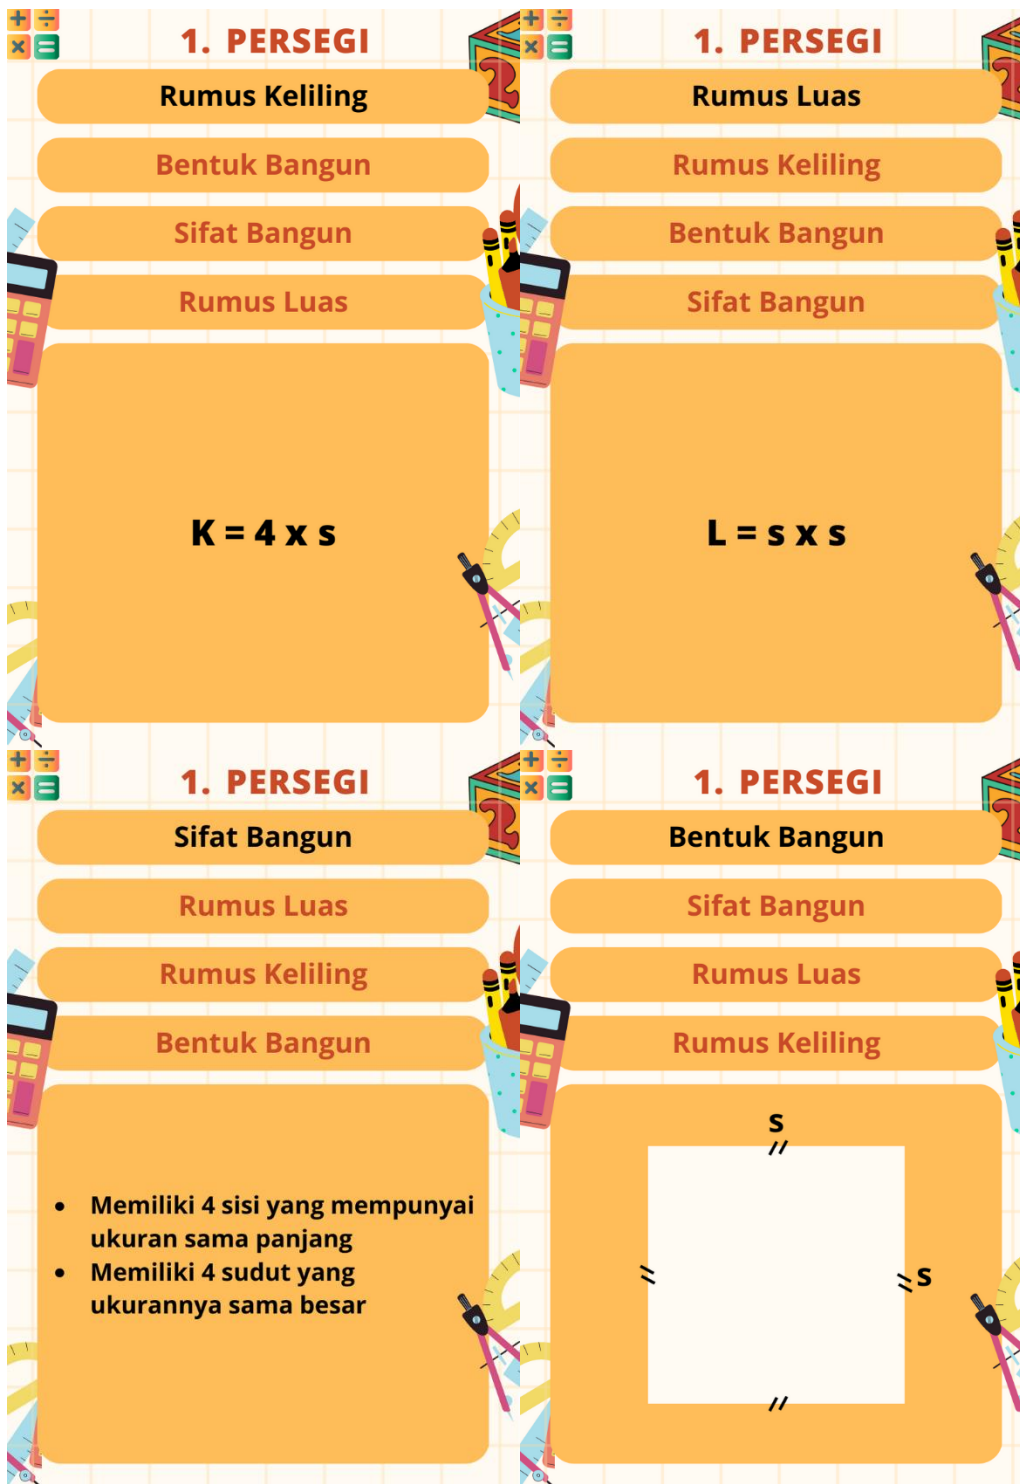 1. PERSEGI
Rumus Keliling
Bentuk Bangun
Sifat Bangun
Rumus Luas
K = 4 x s
1. PERSEGI
Rumus Luas
Rumus Keliling
Bentuk Bangun
Sifat Bangun
L = s x s
1. PERSEGI
Sifat Bangun
Rumus Luas
Rumus Keliling
Bentuk Bangun
• Memiliki 4 sisi yang mempunyai
ukuran sama panjang
• Memiliki 4 sudut yang
ukurannya sama besar
1. PERSEGI
Bentuk Bangun
Sifat Bangun
Rumus Luas
Rumus Keliling
s
s